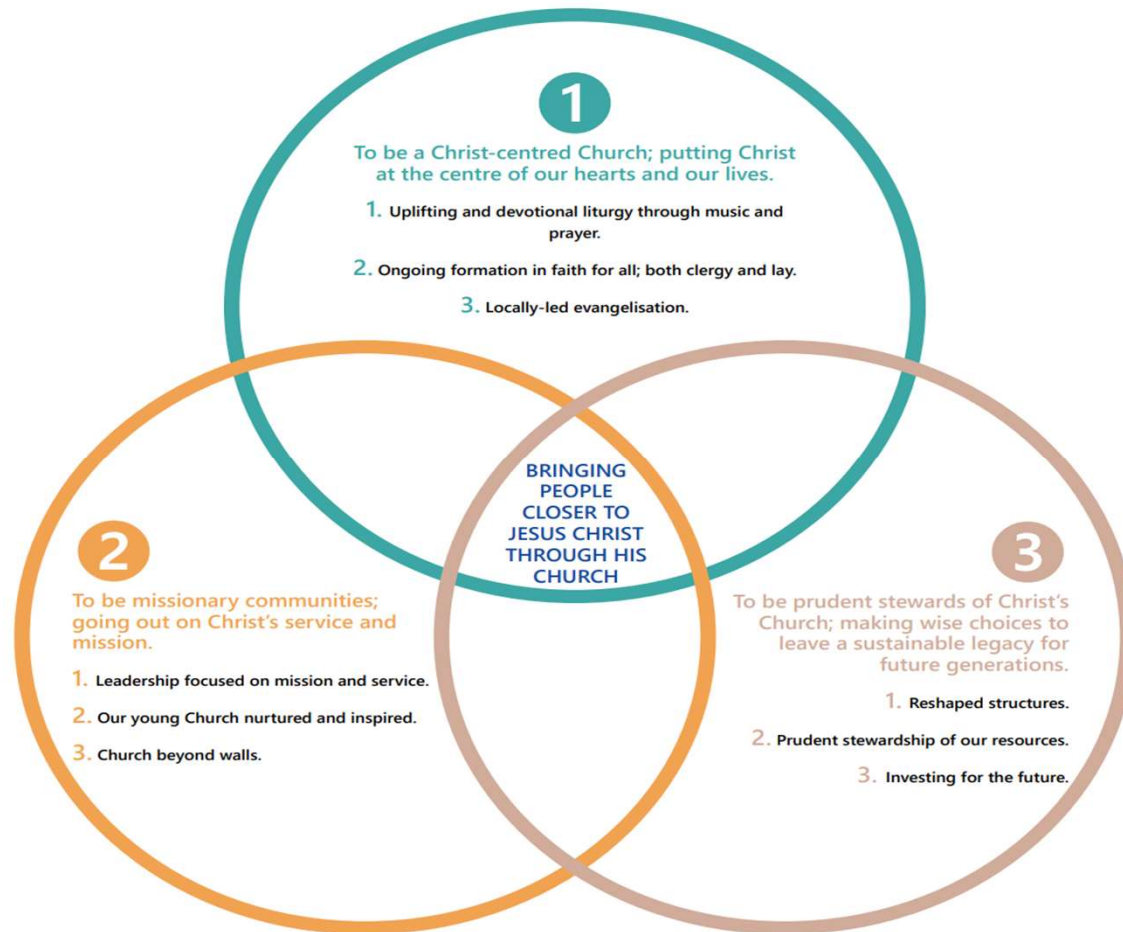 1
To be a Christ-centred Church; putting Christ
at the centre of our hearts and our lives.
1. Uplifting and devotional liturgy through music and
prayer.
2. Ongoing formation in faith for all; both clergy and lay.
3. Locally-led evangelisation.
BRINGING
PEOPLE
CLOSER TO
JESUS CHRIST
THROUGH HIS
CHURCH
2
To be missionary communities;
going out on Christ's service and
mission.
1. Leadership focused on mission and service.
2. Our young Church nurtured and inspired.
3. Church beyond walls.
3
To be prudent stewards of Christ's
Church; making wise choices to
leave a sustainable legacy for
future generations.
1. Reshaped structures.
2. Prudent stewardship of our resources.
3. Investing for the future.